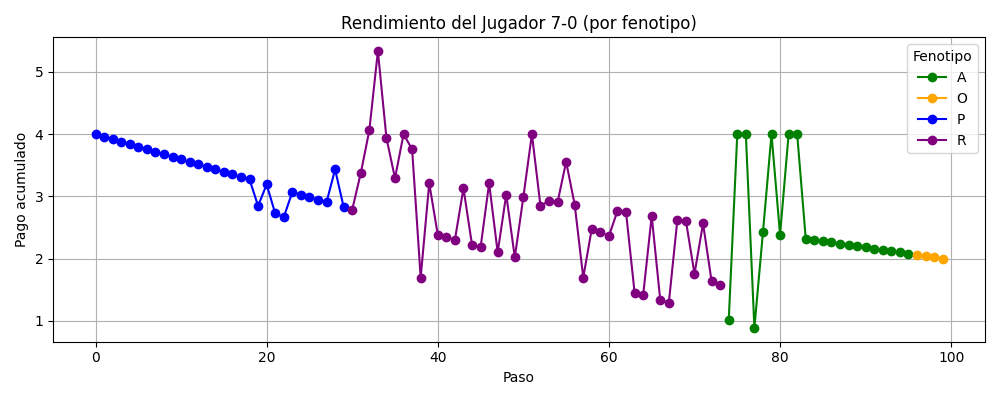 Rendimiento del Jugador 7-0 (por fenotipo)
Pago acumulado
5
4
3
2
1
0
20
40
60
80
100
Paso
Fenotipo
A
O
P
R